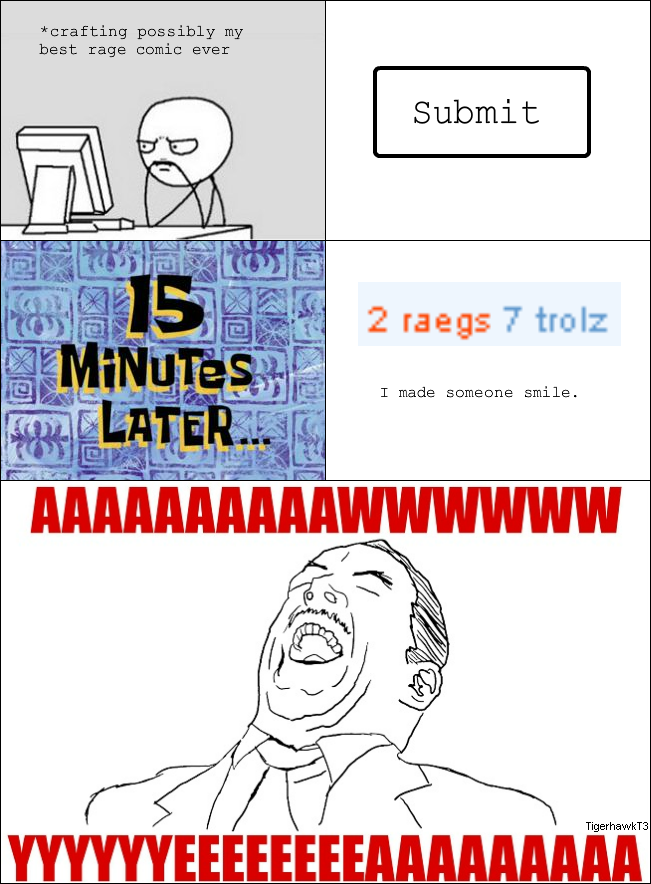 *crafting possibly my
best rage comic ever
Submit
15
MiNUTES
LATER...
2 raegs 7 trolz
I made someone smile.
AAAAAAAAAAWWWWWWW
TigerhawkT3
YYYYYYEEEEEEEEAAAAAAAAA